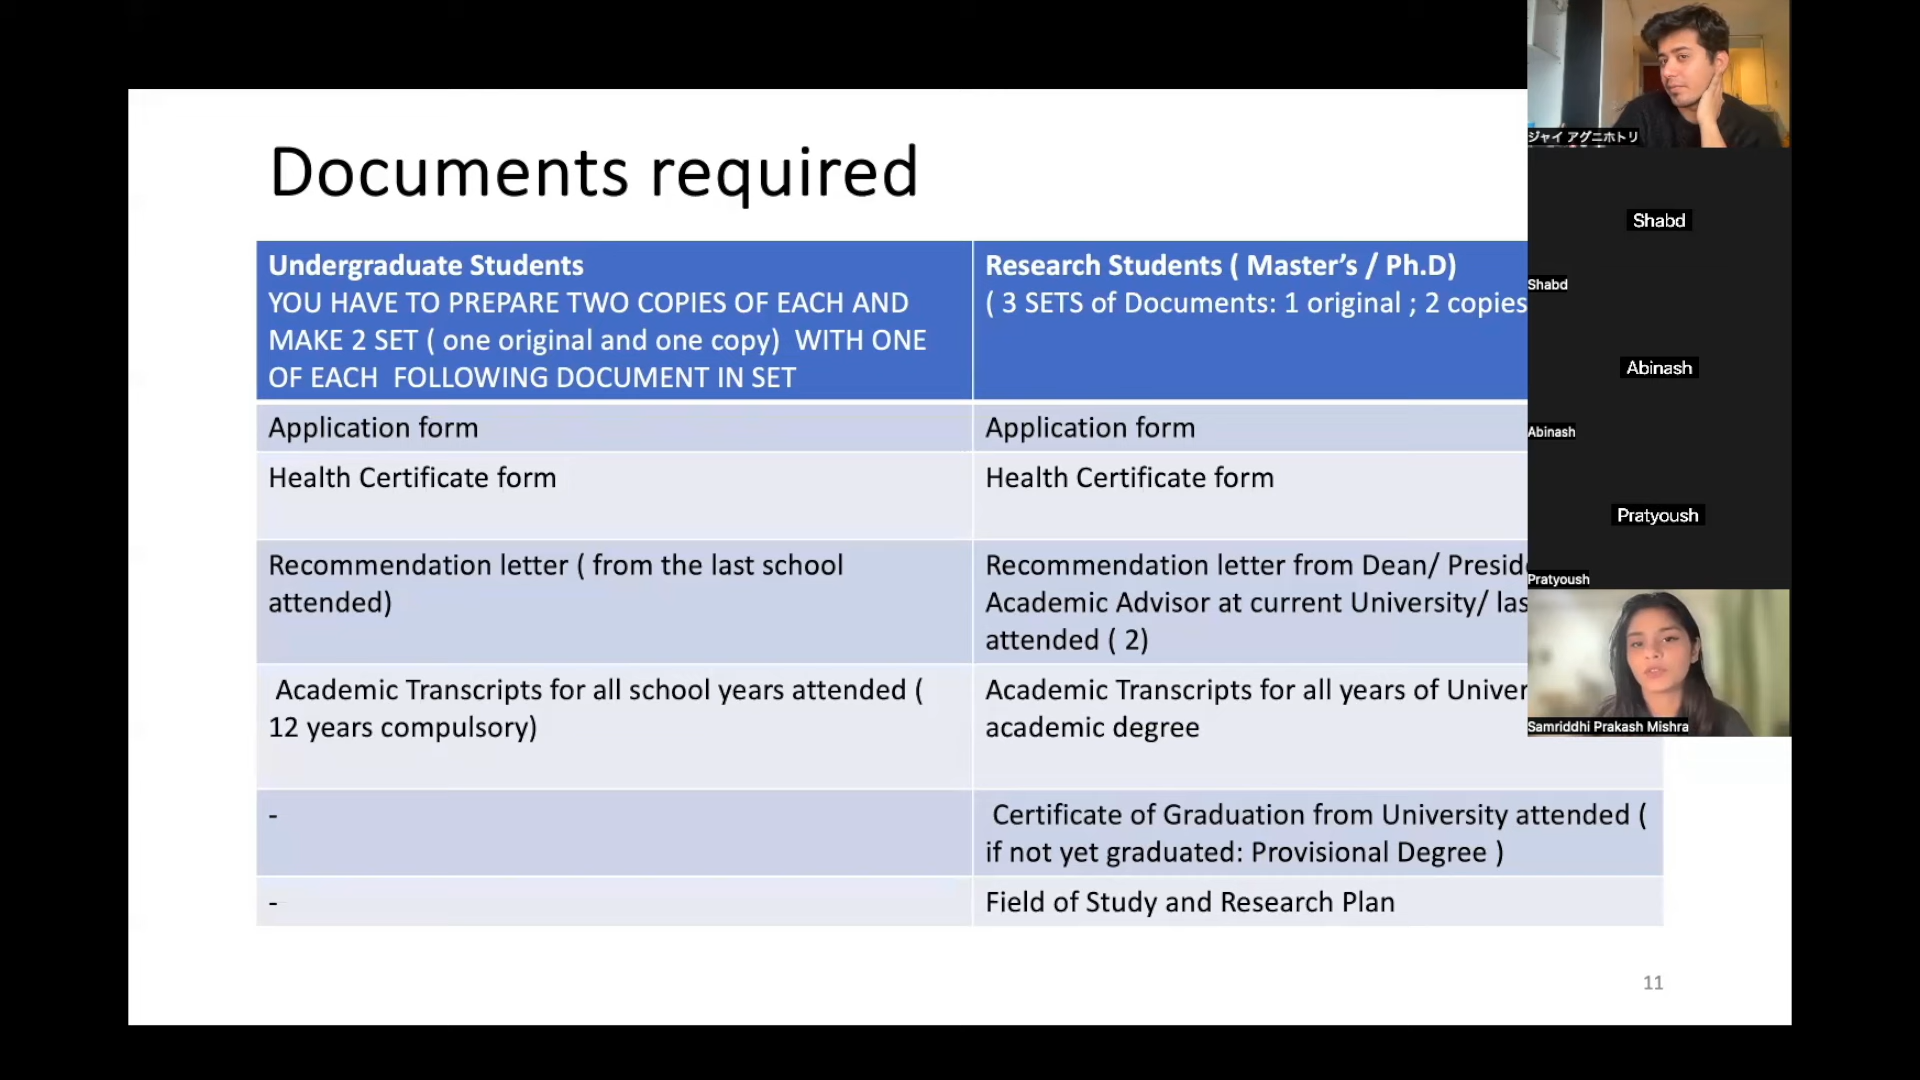 Documents required
Undergraduate Students
YOU HAVE TO PREPARE TWO COPIES OF EACH AND
MAKE 2 SET ( one original and one copy)  WITH ONE
OF EACH  FOLLOWING DOCUMENT IN SET
Research Students ( Master’s / Ph.D)
( 3 SETS of Documents: 1 original ; 2 copies
Application form
Application form
Health Certificate form
Health Certificate form
Recommendation letter ( from the last school
attended)
Recommendation letter from Dean/
Academic Advisor at current University/
attended ( 2)
Academic Transcripts for all school years attended (
12 years compulsory)
Academic Transcripts for all years of
academic degree
-
Certificate of Graduation from University attended (
if not yet graduated: Provisional Degree )
-
Field of Study and Research Plan
11
ジャイ アグニホトリ
Shabd
Shabd
Abinash
Abinash
Pratyoush
Pratyoush
Samriddhi Prakash Mishra